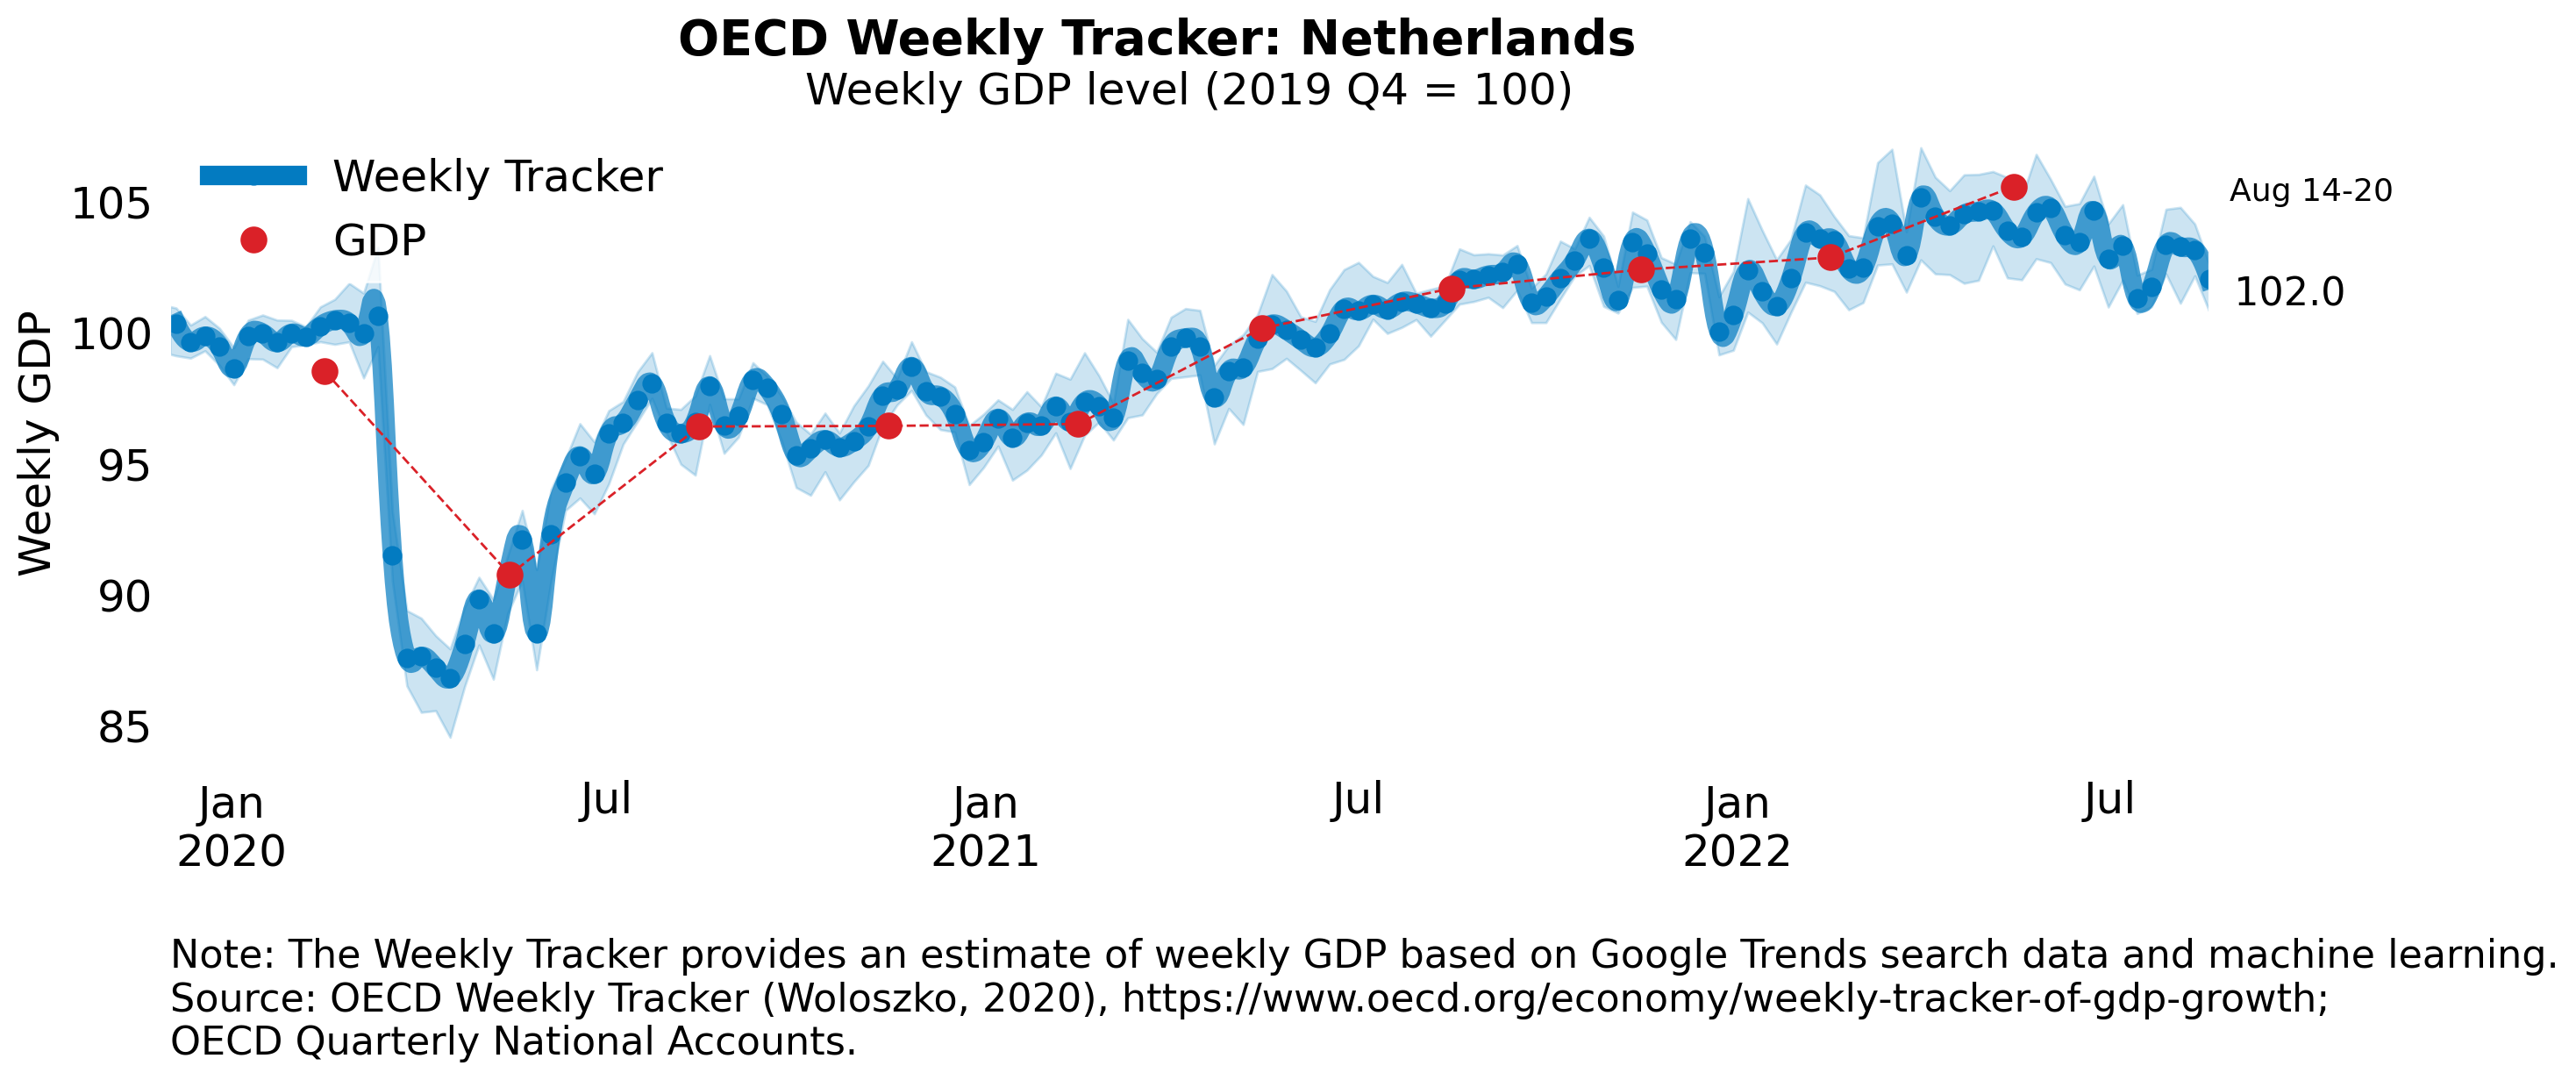 OECD Weekly Tracker: Netherlands
Weekly GDP level (2019 Q4 = 100)
Weekly Tracker
GDP
Aug 14-20
102.0
Weekly GDP
105
100
95
90
85
Jan
2020
Jul
Jan
2021
Jul
Jan
2022
Jul
Note: The Weekly Tracker provides an estimate of weekly GDP based on Google Trends search data and machine learning.
Source: OECD Weekly Tracker (Woloszko, 2020), https://www.oecd.org/economy/weekly-tracker-of-gdp-growth;
OECD Quarterly National Accounts.